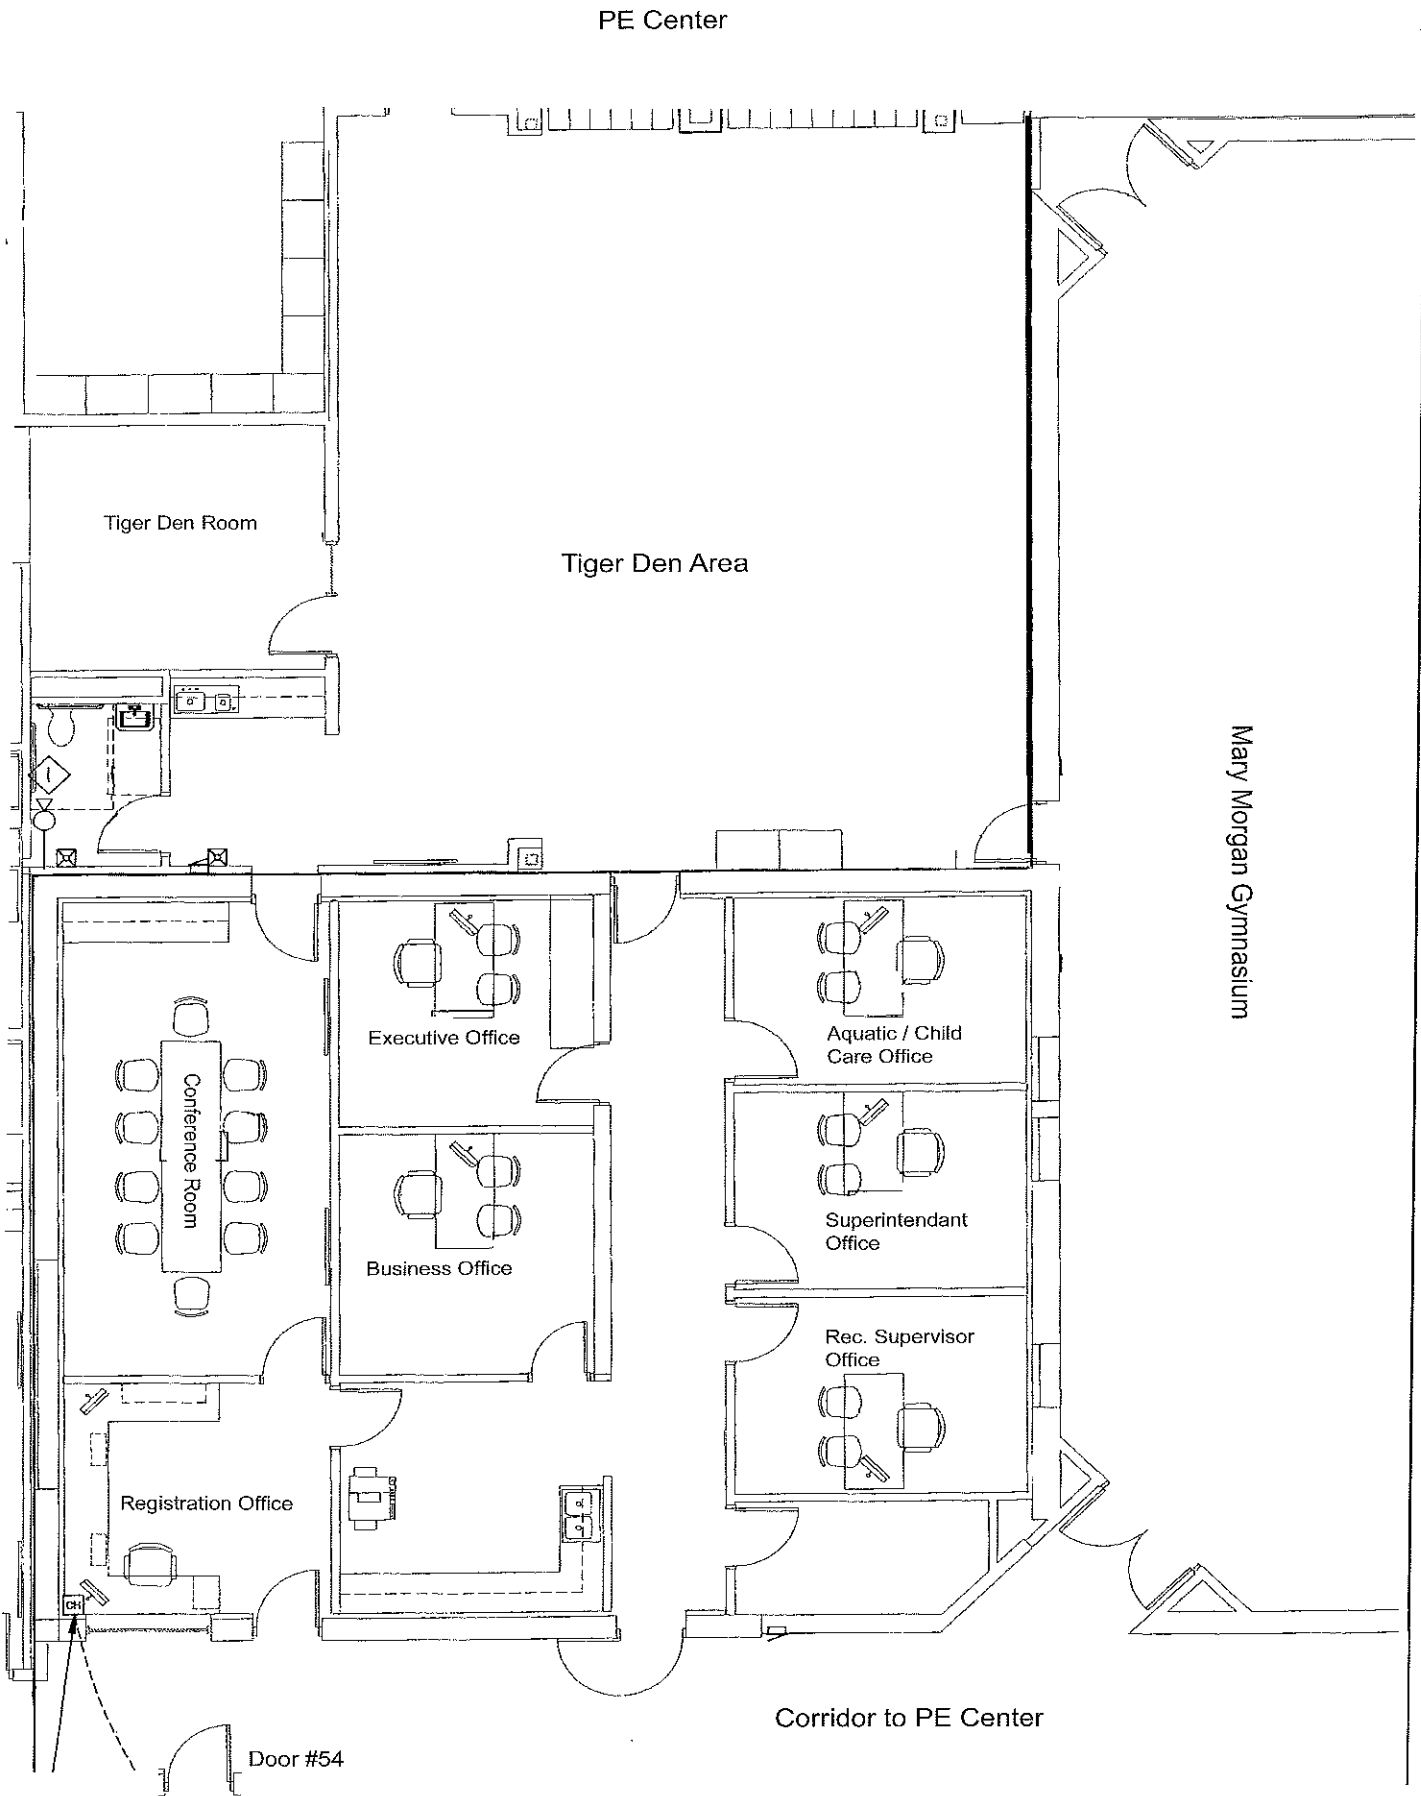 PE Center
Tiger Den Room
Tiger Den Area
Mary Morgan Gymnasium
Executive Office
Aquatic / Child
Care Office
Conference Room
Superintendant
Office
Business Office
Rec. Supervisor
Office
Registration Office
CH
Corridor to PE Center
Door #54